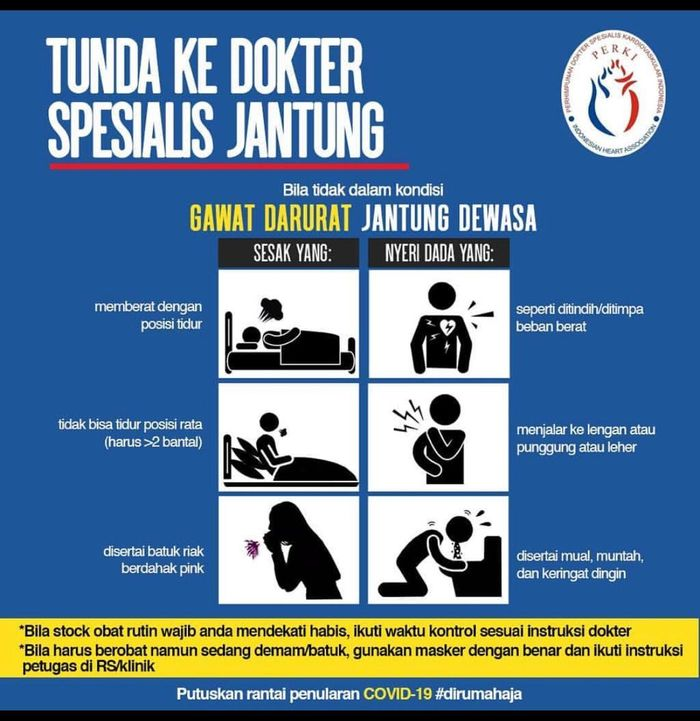 TUNDA KE DOKTER
SPESIALIS JANTUNG
PERHIMPUNAN DOKTER SPESIALIS KARDIOVASKULAR INDONESIA
PERKI
INDONESIAN HEART ASSOCIATION
Bila tidak dalam kondisi
GAWAT DARURAT JANTUNG DEWASA
SESAK YANG:
memberat dengan
posisi tidur
tidak bisa tidur posisi rata
(harus >2 bantal)
disertai batuk riak
berdahak pink
NYERI DADA YANG:
seperti ditindih/ditimpa
beban berat
menjalar ke lengan atau
punggung atau leher
disertai mual, muntah,
dan keringat dingin
*Bila stock obat rutin wajib anda mendekati habis, ikuti waktu kontrol sesuai instruksi dokter
*Bila harus berobat namun sedang demam/batuk, gunakan masker dengan benar dan ikuti instruksi
petugas di RS/klinik
Putuskan rantai penularan COVID-19 #dirumahaja